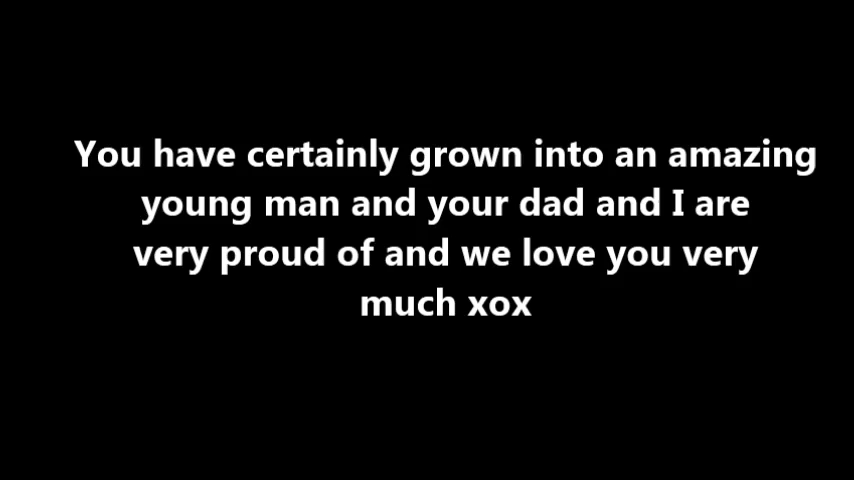 You have certainly grown into an amazing
young man and your dad and I are
very proud of and we love you very
much xox